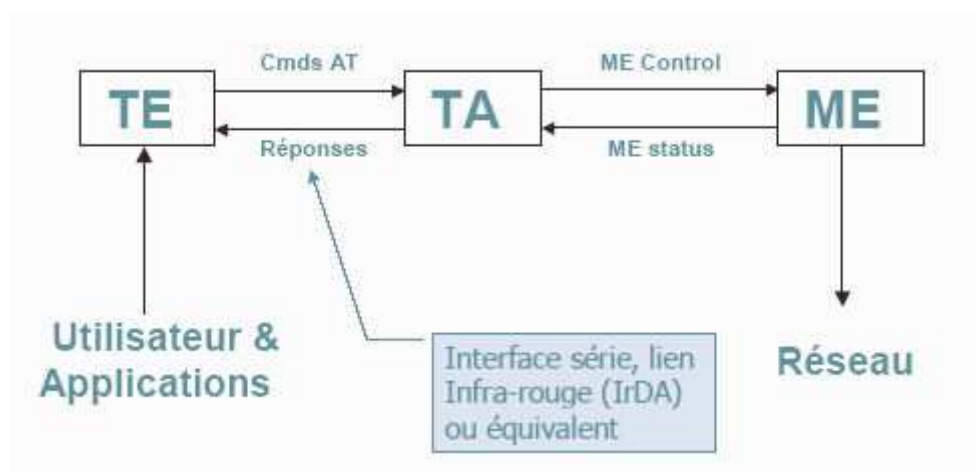 Cmds AT
ME Control
TE
TA
ME
Réponses
ME status
Utilisateur &
Applications
Interface série, lien
Infra-rouge (IrDA)
ou équivalent
Réseau